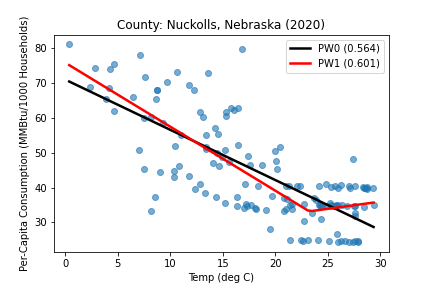 County: Nuckolls, Nebraska (2020)
PW0 (0.564)
PW1 (0.601)
Per-Capita Consumption (MMBtu/1000 Households)
80
70
60
50
40
30
0
5
10
15
20
25
30
Temp (deg C)